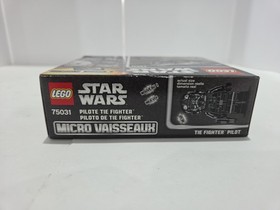 LEGO
STAR
WARS
75031
PILOTE TIE FIGHTER
PILOTO DE TIE FIGHTER
MICRO VAISSEAUX
TIE FIGHTER PILOT